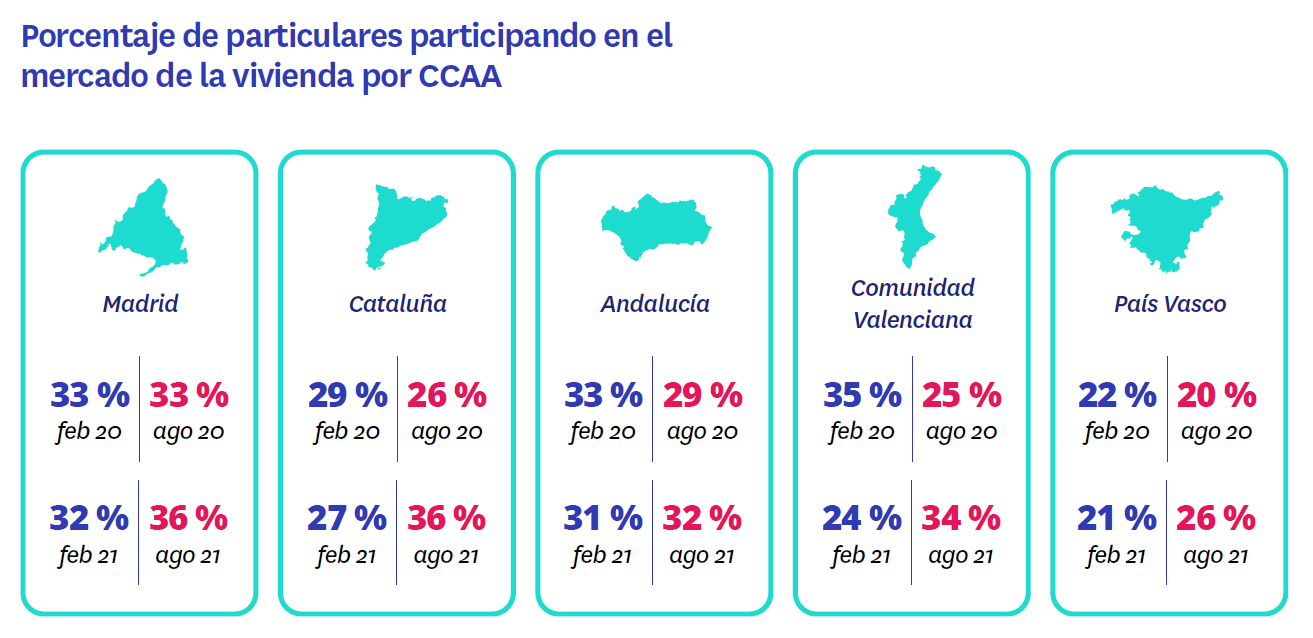 Porcentaje de particulares participando en el
mercado de la vivienda por CCAA
Madrid
33 % 33 %
feb 20 ago 20
32 % 36 %
feb 21 ago 21
Cataluña
29 % 26 %
feb 20 ago 20
27 % 36 %
feb 21 ago 21
Andalucía
33 % 29 %
feb 20 ago 20
31 % 32 %
feb 21 ago 21
Comunidad
Valenciana
35 % 25 %
feb 20 ago 20
24 % 34 %
feb 21 ago 21
País Vasco
22 % 20 %
feb 20 ago 20
21 % 26 %
feb 21 ago 21